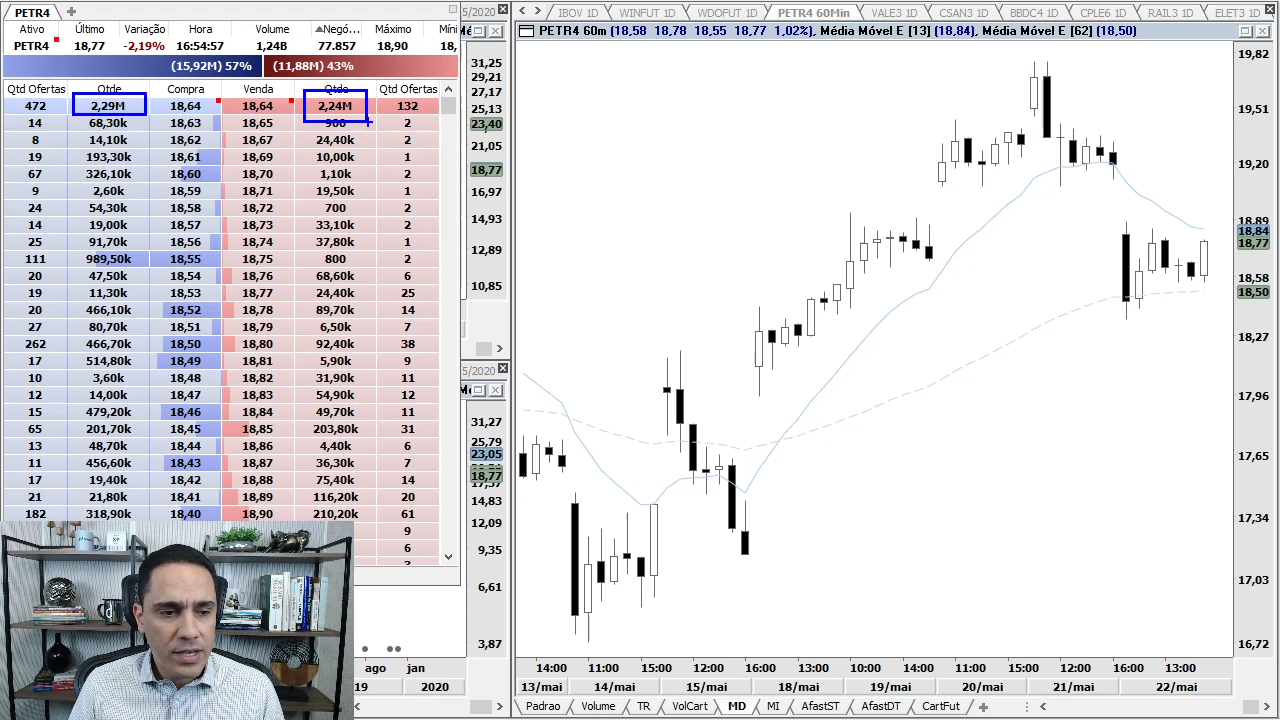 PETR4
Ativo Último Variação Hora Volume Negó... Máximo Míni
PETR4 18,77 -2,19% 16:54:57 1,24B 77.857 18,90 18,
(15,92M) 57% (11,88M) 43%
Qtd Ofertas Qtde Compra Venda Qtde Qtd Ofertas
472 2,29M 18,64 18,64 2,24M 132
14 68,30k 18,63 18,65 900 2
8 14,10k 18,62 18,67 24,40k 2
19 193,30k 18,61 18,69 10,00k 1
67 326,10k 18,60 18,70 1,10k 2
9 2,60k 18,59 18,71 19,50k 1
24 54,30k 18,58 18,72 700 2
14 19,00k 18,57 18,73 33,10k 2
25 91,70k 18,56 18,74 37,80k 1
111 989,50k 18,55 18,75 800 2
20 47,50k 18,54 18,76 68,60k 6
19 11,30k 18,53 18,77 24,40k 25
20 466,10k 18,52 18,78 89,70k 14
27 80,70k 18,51 18,79 6,50k 7
262 466,70k 18,50 18,80 92,40k 38
17 514,80k 18,49 18,81 5,90k 9
10 3,60k 18,48 18,82 31,90k 11
12 14,00k 18,47 18,83 54,90k 12
15 479,20k 18,46 18,84 49,70k 11
65 201,70k 18,45 18,85 203,80k 31
13 48,70k 18,44 18,86 4,40k 6
11 456,60k 18,43 18,87 36,30k 7
17 19,40k 18,42 18,88 75,40k 14
21 21,80k 18,41 18,89 116,20k 20
182 318,90k 18,40 18,90 210,20k 61
9
6
5/2020
31,25
29,21
27,17
25,13
23,40
21,05
18,77
16,97
14,93
12,89
10,85
5/2020
31,27
25,79
23,05
18,77
14,83
12,09
9,35
6,61
3,87
ago jan
19 2020
IBOV 1D WINFUT 1D WDOFUT 1D PETR4 60Min VALE3 1D CSAN3 1D BBDC4 1D CPLE6 1D RAIL3 1D ELET3 1D
PETR4 60m (18,58 18,78 18,55 18,77 1,02%), Média Móvel E [13] (18,84), Média Móvel E [62] (18,50)
19,82
19,51
19,20
18,89
18,84
18,77
18,58
18,50
18,27
17,96
17,65
17,34
17,03
16,72
14:00 11:00 15:00 12:00 16:00 13:00 10:00 14:00 11:00 15:00 12:00 16:00 13:00
13/mai 14/mai 15/mai 18/mai 19/mai 20/mai 21/mai 22/mai
Padrao Volume TR VolCart MD MI AfastST AfastDT CartFut
XP